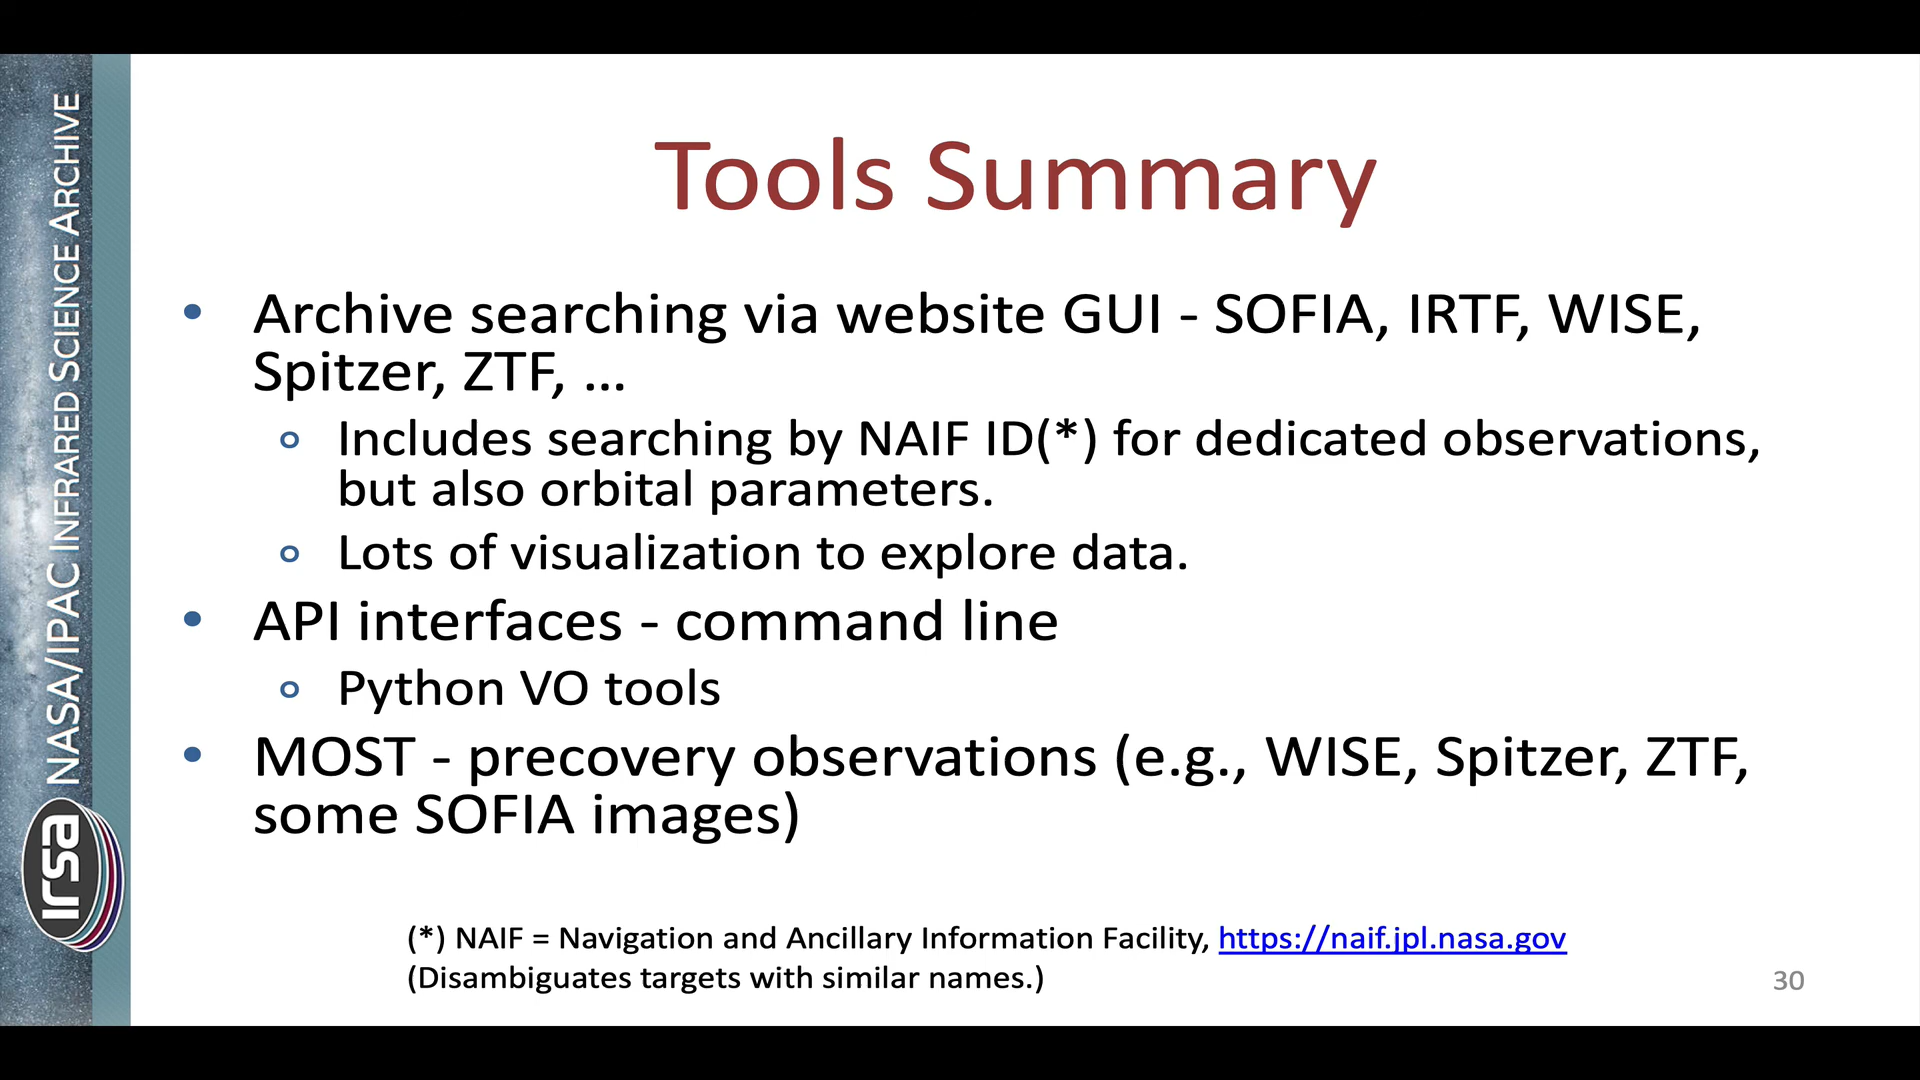 NASA/IPAC INFRARED SCIENCE ARCHIVE
irsa
Tools Summary
• Archive searching via website GUI - SOFIA, IRTF, WISE,
Spitzer, ZTF, ...
o Includes searching by NAIF ID(*) for dedicated observations,
but also orbital parameters.
o Lots of visualization to explore data.
• API interfaces - command line
o Python VO tools
• MOST - precovery observations (e.g., WISE, Spitzer, ZTF,
some SOFIA images)
(*) NAIF = Navigation and Ancillary Information Facility, https://naif.jpl.nasa.gov
(Disambiguates targets with similar names.)
30